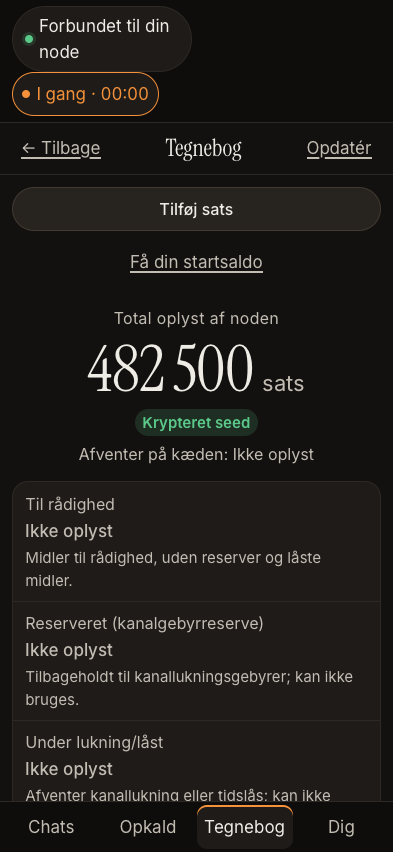 Forbundet til din
node
I gang · 00:00
← Tilbage
Tegnebog
Opdatér
Tilføj sats
Få din startsaldo
Total oplyst af noden
482 500 sats
Krypteret seed
Afventer på kæden: Ikke oplyst
Til rådighed
Ikke oplyst
Midler til rådighed, uden reserver og låste
midler.
Reserveret (kanalgebyrreserve)
Ikke oplyst
Tilbageholdt til kanallukningsgebyrer; kan ikke
bruges.
Under lukning/låst
Ikke oplyst
Afventer kanallukning eller tidslås; kan ikke
Chats
Opkald
Tegnebog
Dig